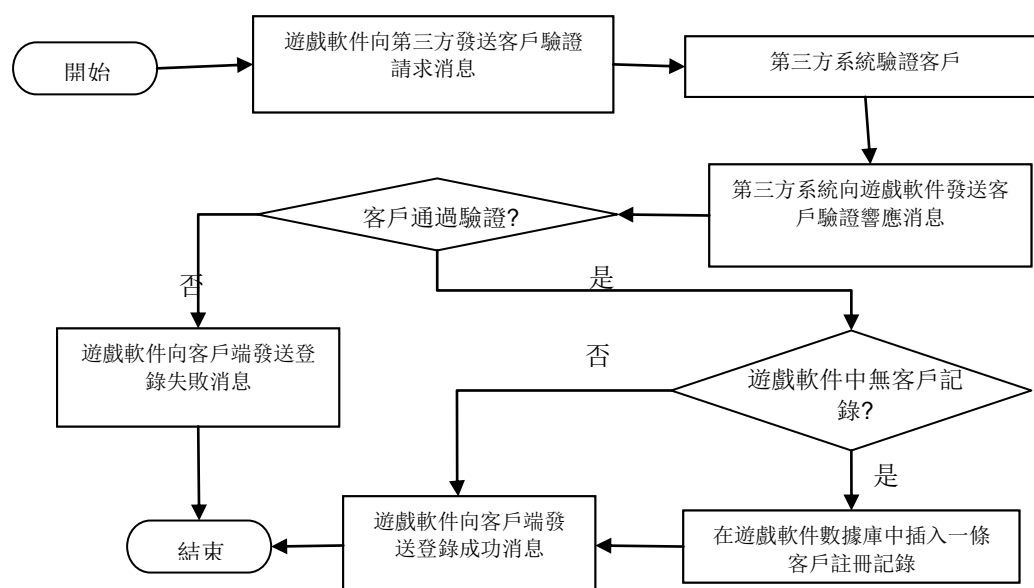 開始
遊戲軟件向第三方發送客戶驗證
請求消息
第三方系統驗證客戶
第三方系統向遊戲軟件發送客
戶驗證響應消息
客戶通過驗證?
否
是
遊戲軟件向客戶端發送登
錄失敗消息
否
遊戲軟件中無客戶記
錄?
是
遊戲軟件向客戶端發
送登錄成功消息
在遊戲軟件數據庫中插入一條
客戶註冊記錄
結束